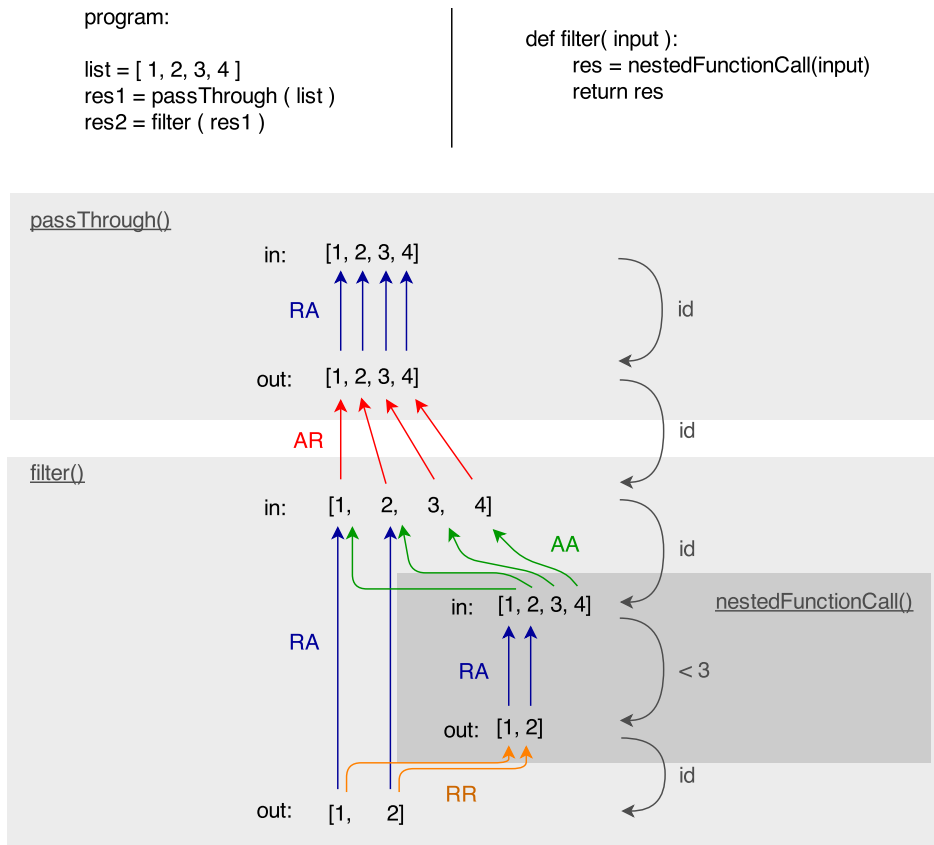 program:
list = [ 1, 2, 3, 4 ]
res1 = passThrough ( list )
res2 = filter ( res1 )
def filter( input ):
res = nestedFunctionCall(input)
return res
passThrough()
in: [1, 2, 3, 4]
RA
id
out: [1, 2, 3, 4]
AR
id
filter()
in: [1, 2, 3, 4]
AA
id
in: [1, 2, 3, 4]
nestedFunctionCall()
RA
RA
< 3
out: [1, 2]
id
RR
out: [1, 2]